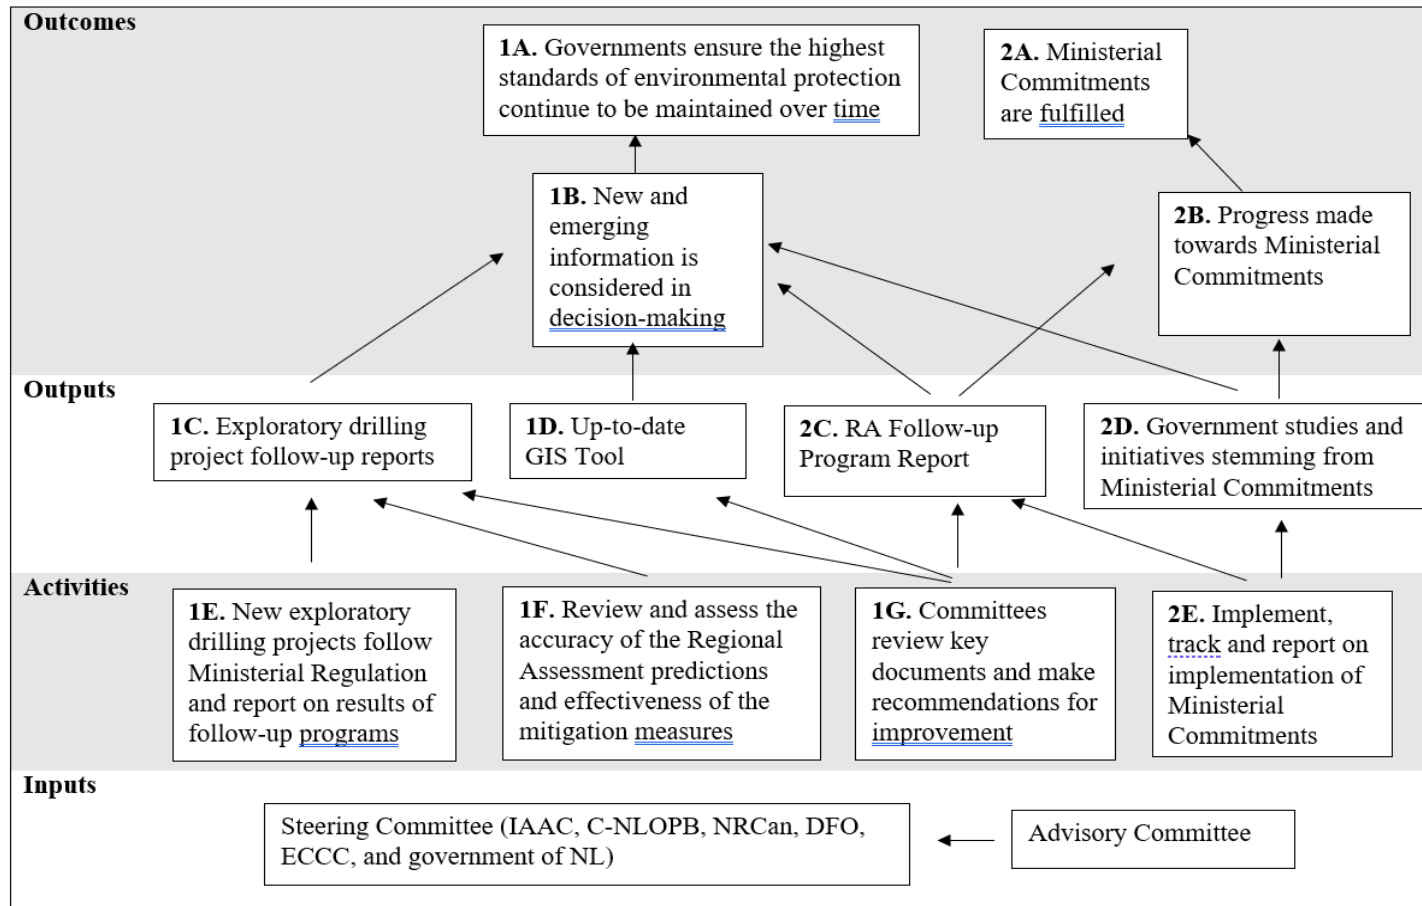 Outcomes
1A. Governments ensure the highest
standards of environmental protection
continue to be maintained over time
2A. Ministerial
Commitments
are fulfilled
1B. New and
emerging
information is
considered in
decision-making
2B. Progress made
towards Ministerial
Commitments
Outputs
1C. Exploratory drilling
project follow-up reports
1D. Up-to-date
GIS Tool
2C. RA Follow-up
Program Report
2D. Government studies and
initiatives stemming from
Ministerial Commitments
Activities
1E. New exploratory
drilling projects follow
Ministerial Regulation
and report on results of
follow-up programs
1F. Review and assess the
accuracy of the Regional
Assessment predictions
and effectiveness of the
mitigation measures
1G. Committees
review key
documents and make
recommendations for
improvement
2E. Implement,
track and report on
implementation of
Ministerial
Commitments
Inputs
Steering Committee (IAAC, C-NLOPB, NRCan, DFO,
ECCC, and government of NL)
Advisory Committee